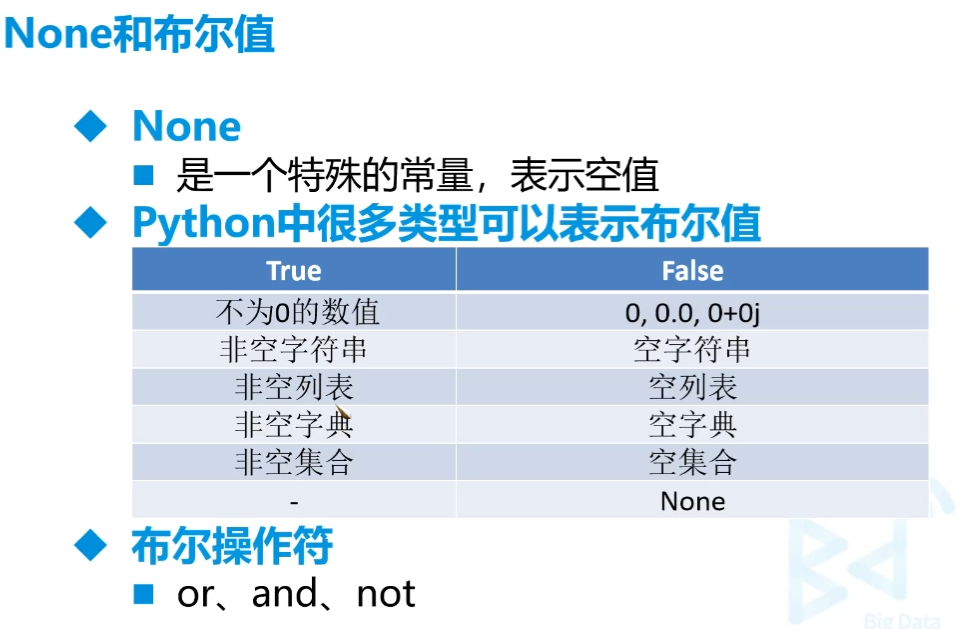 None和布尔值
None
是一个特殊的常量，表示空值
Python中很多类型可以表示布尔值
True False
不为0的数值 0, 0.0, 0+0j
非空字符串 空字符串
非空列表 空列表
非空字典 空字典
非空集合 空集合
- None
布尔操作符
or、and、not
Big Data